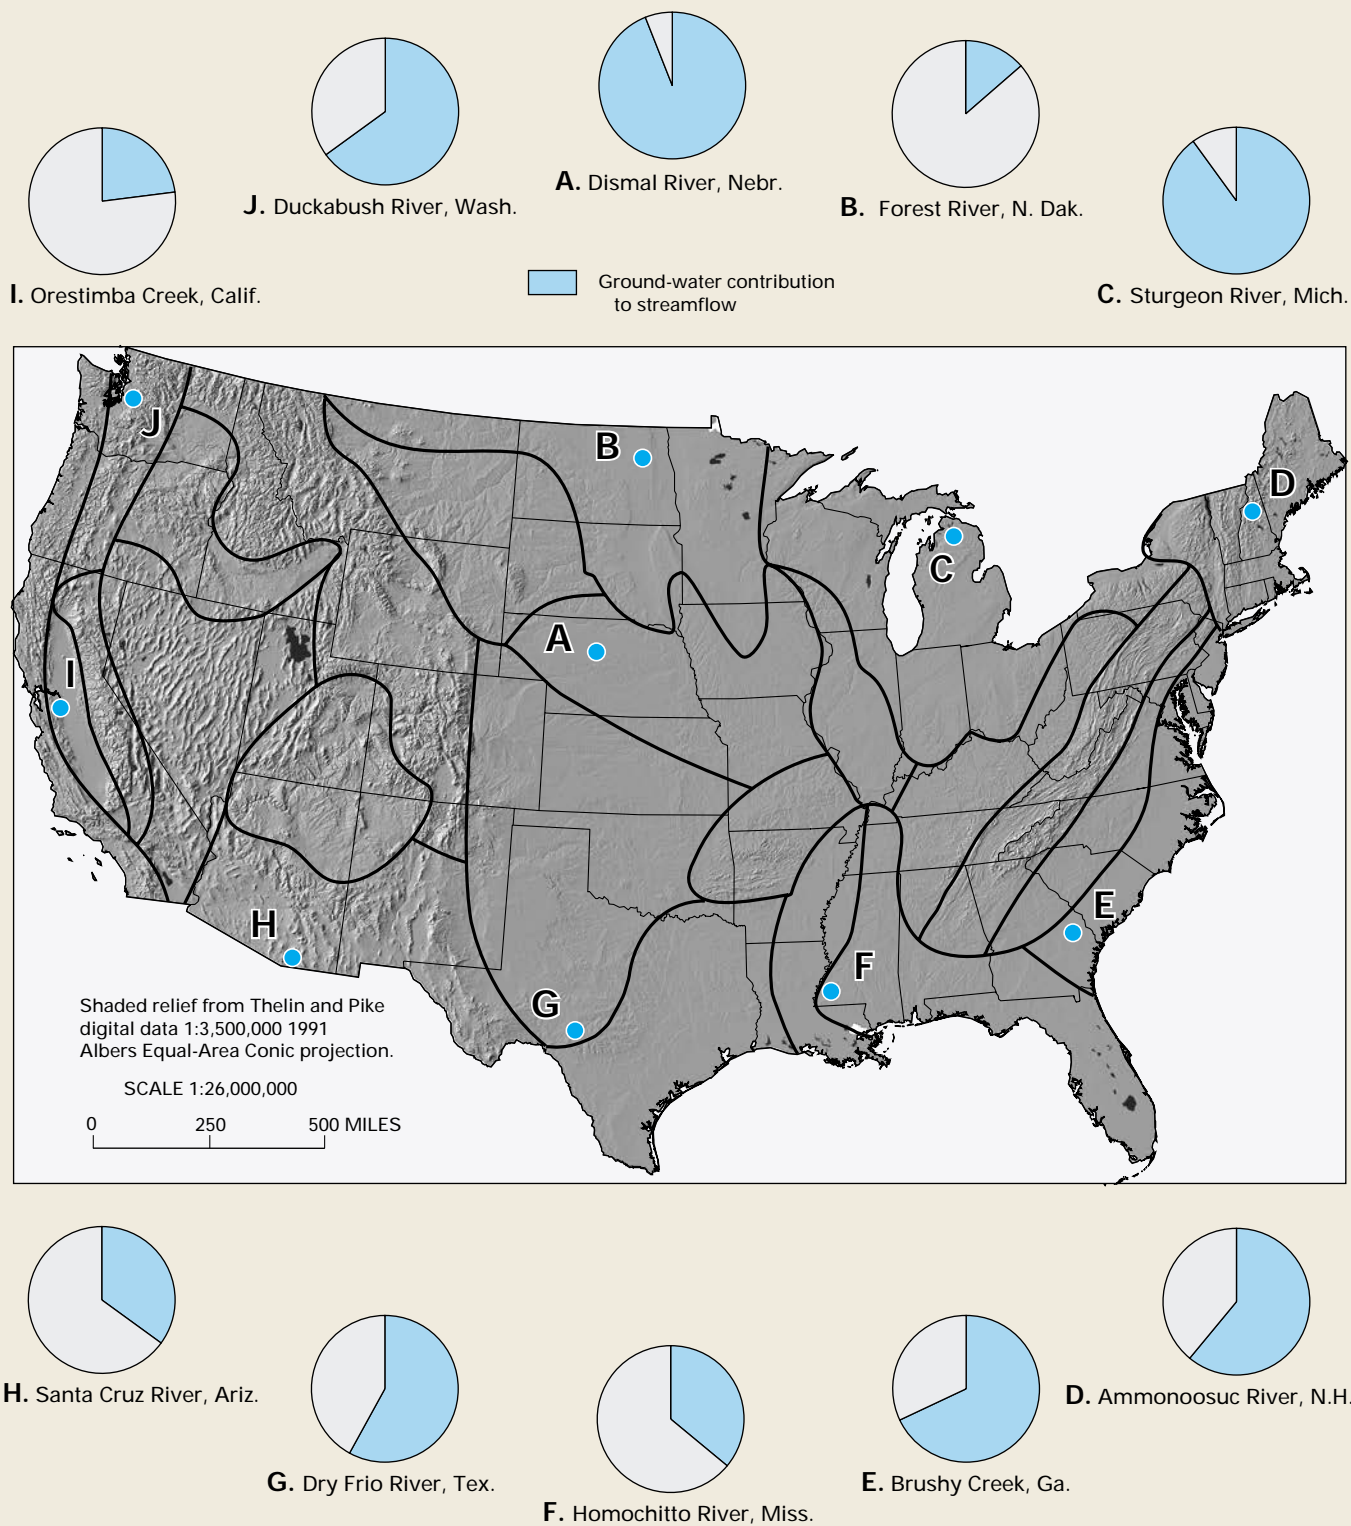 A. Dismal River, Nebr.
J. Duckabush River, Wash.
B. Forest River, N. Dak.
I. Orestimba Creek, Calif.
C. Sturgeon River, Mich.
Ground-water contribution
to streamflow
J
B
D
C
A
I
E
H
F
G
Shaded relief from Thelin and Pike
digital data 1:3,500,000 1991
Albers Equal-Area Conic projection.
SCALE 1:26,000,000
0 250 500 MILES
H. Santa Cruz River, Ariz.
D. Ammonoosuc River, N.H.
G. Dry Frio River, Tex.
E. Brushy Creek, Ga.
F. Homochitto River, Miss.